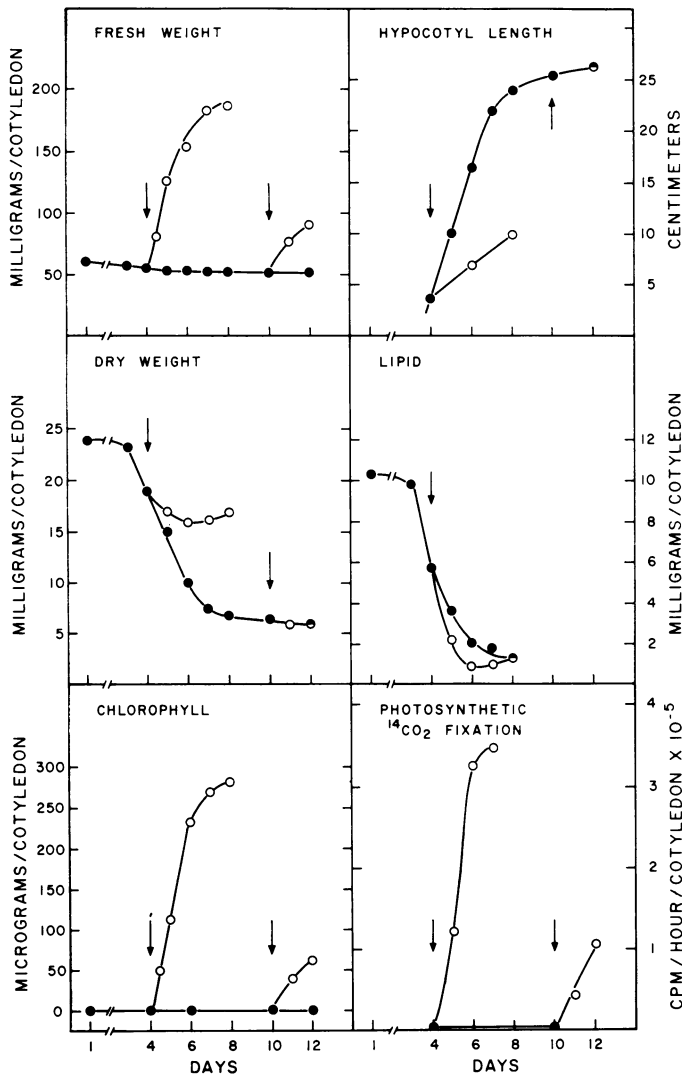 FRESH WEIGHT
HYPOCOTYL LENGTH
MILLIGRAMS/COTYLEDON
200
150
100
50
25
20
15
10
5
CENTIMETERS
DRY WEIGHT
LIPID
MILLIGRAMS/COTYLEDON
25
20
15
10
5
12
10
8
6
4
2
MILLIGRAMS/COTYLEDON
CHLOROPHYLL
PHOTOSYNTHETIC
14CO2 FIXATION
MICROGRAMS/COTYLEDON
300
250
200
150
100
50
0
4
3
2
1
CPM/HOUR/COTYLEDON X 10-5
1 4 6 8 10 12
1 4 6 8 10 12
DAYS
DAYS